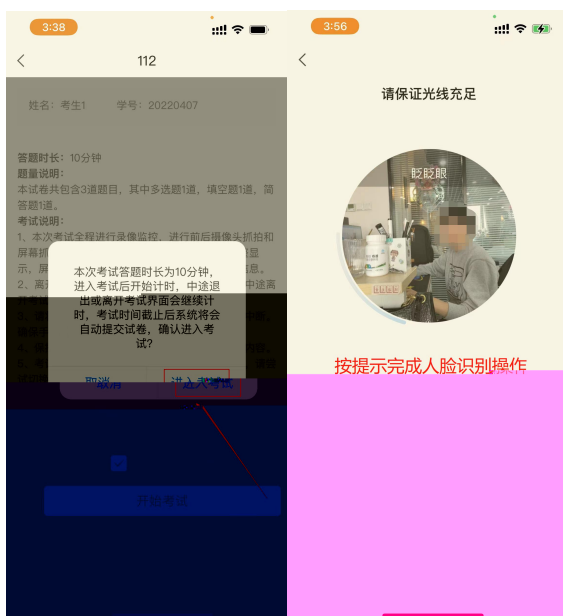 3:38
112
姓名：考生1 学号：20220407
答题时长：10分钟
题量说明：
本试卷共包含3道题目，其中多选题1道，填空题1道，简
答题1道。
考试说明：
1、本次考试全程进行录像监控，进行前后摄像头抓拍和
本次考试答题时长为10分钟，
进入考试后开始计时，中途退
出或离开考试界面会继续计
时，考试时间截止后系统将会
自动提交试卷，确认进入考
试？
取消 进入考试
开始考试
3:56
请保证光线充足
眨眨眼
按提示完成人脸识别操作